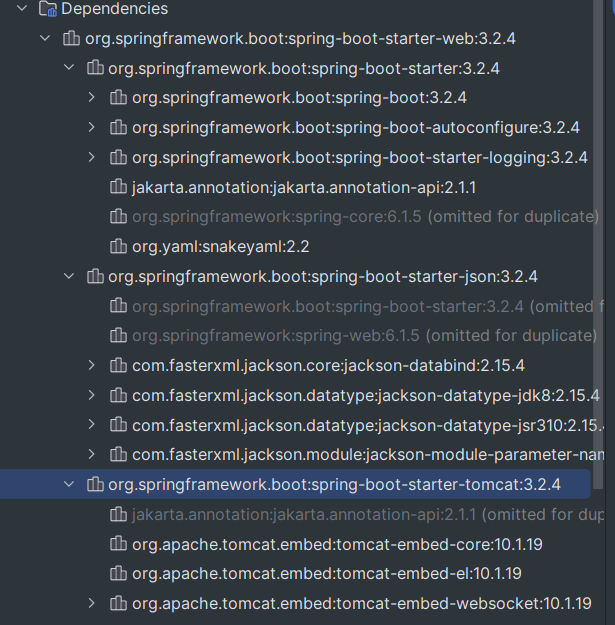 Dependencies
org.springframework.boot:spring-boot-starter-web:3.2.4
org.springframework.boot:spring-boot-starter:3.2.4
org.springframework.boot:spring-boot:3.2.4
org.springframework.boot:spring-boot-autoconfigure:3.2.4
org.springframework.boot:spring-boot-starter-logging:3.2.4
jakarta.annotation:jakarta.annotation-api:2.1.1
org.springframework:spring-core:6.1.5 (omitted for duplicate)
org.yaml:snakeyaml:2.2
org.springframework.boot:spring-boot-starter-json:3.2.4
org.springframework.boot:spring-boot-starter:3.2.4 (omitted f
org.springframework:spring-web:6.1.5 (omitted for duplicate)
com.fasterxml.jackson.core:jackson-databind:2.15.4
com.fasterxml.jackson.datatype:jackson-datatype-jdk8:2.15.4
com.fasterxml.jackson.datatype:jackson-datatype-jsr310:2.15.
com.fasterxml.jackson.module:jackson-module-parameter-nam
org.springframework.boot:spring-boot-starter-tomcat:3.2.4
jakarta.annotation:jakarta.annotation-api:2.1.1 (omitted for dup
org.apache.tomcat.embed:tomcat-embed-core:10.1.19
org.apache.tomcat.embed:tomcat-embed-el:10.1.19
org.apache.tomcat.embed:tomcat-embed-websocket:10.1.19